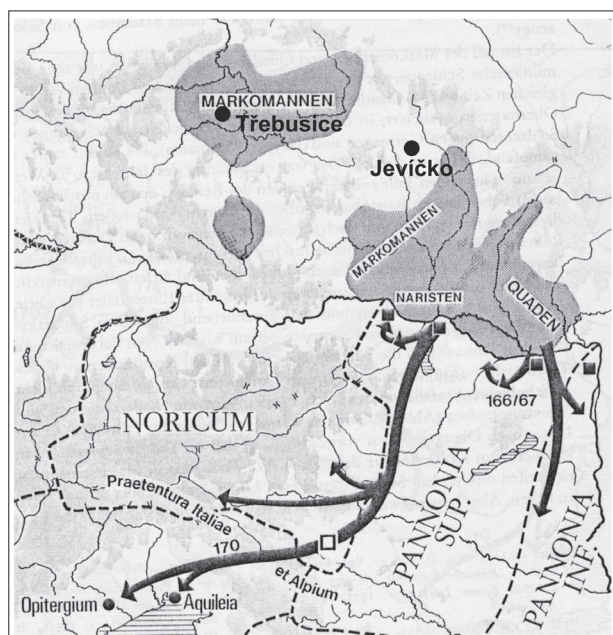 MARKOMANNEN
Třebusice
Jevíčko
MARKOMANNEN
NARISTEN
QUADEN
166/67
NORICUM
Praetentura Italiae
170
et Alpium
PANNONIA
SUP.
PANNONIA
INF.
Opitergium
Aquileia